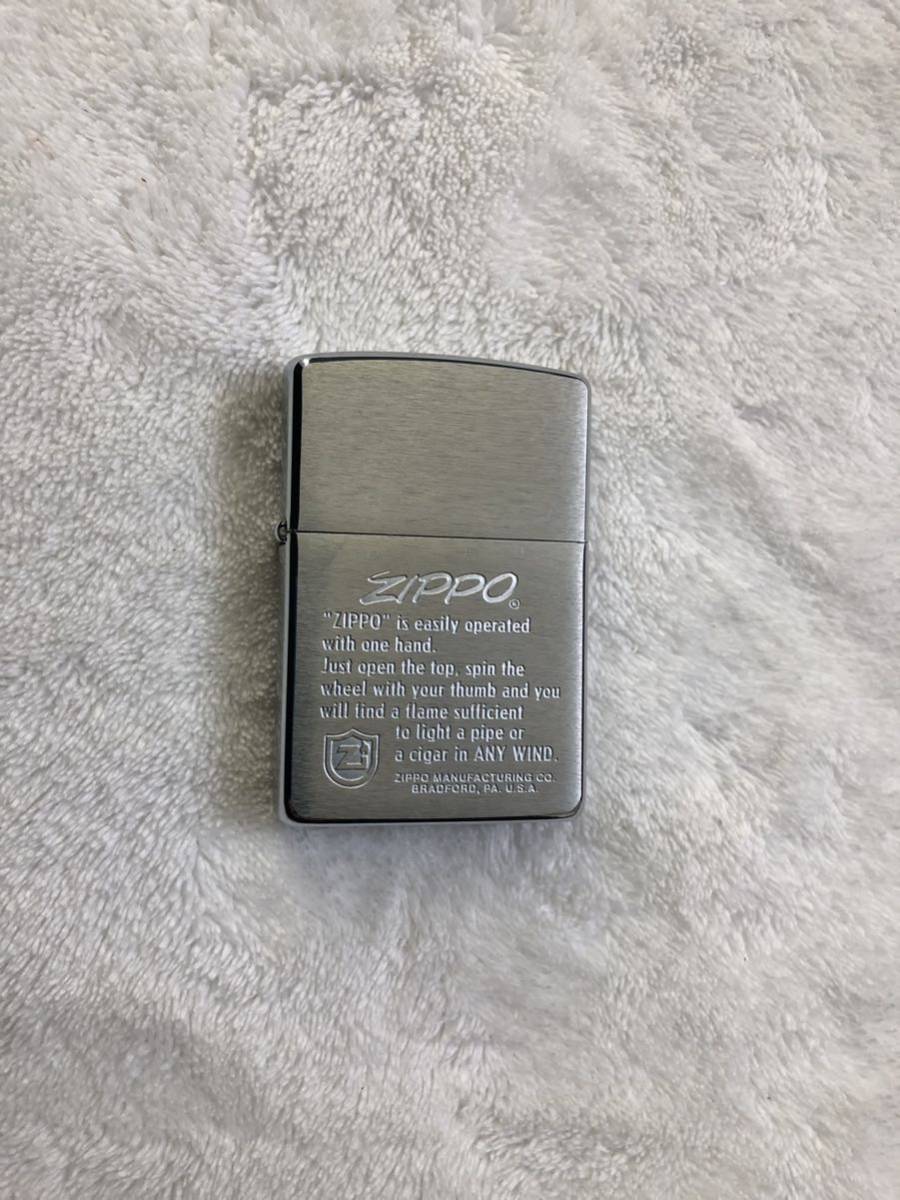 ZIPPO®
"ZIPPO" is easily operated
with one hand.
Just open the top, spin the
wheel with your thumb and you
will find a flame sufficient
to light a pipe or
a cigar in ANY WIND.
ZIPPO MANUFACTURING CO.
BRADFORD, PA. U.S.A.